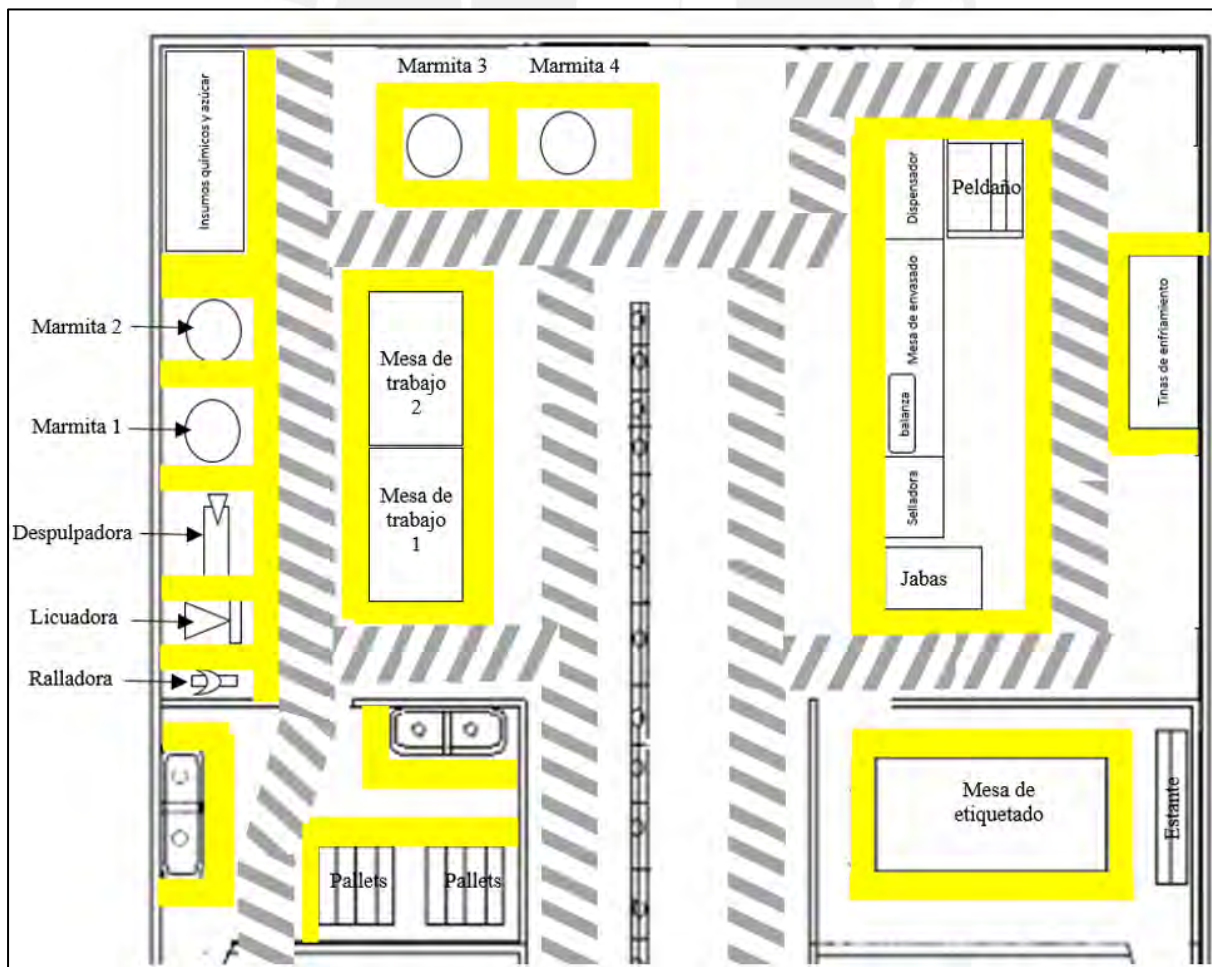 Marmita 3
Marmita 4
Insumos químicos y azúcar
Dispensador
Peldaño
Marmita 2
Mesa de
trabajo
2
Mesa de envasado
Tinas de enfriamiento
Marmita 1
balanza
Despulpadora
Mesa de
trabajo
1
Selladora
Jabas
Licuadora
Ralladora
Mesa de
etiquetado
Estante
Pallets
Pallets